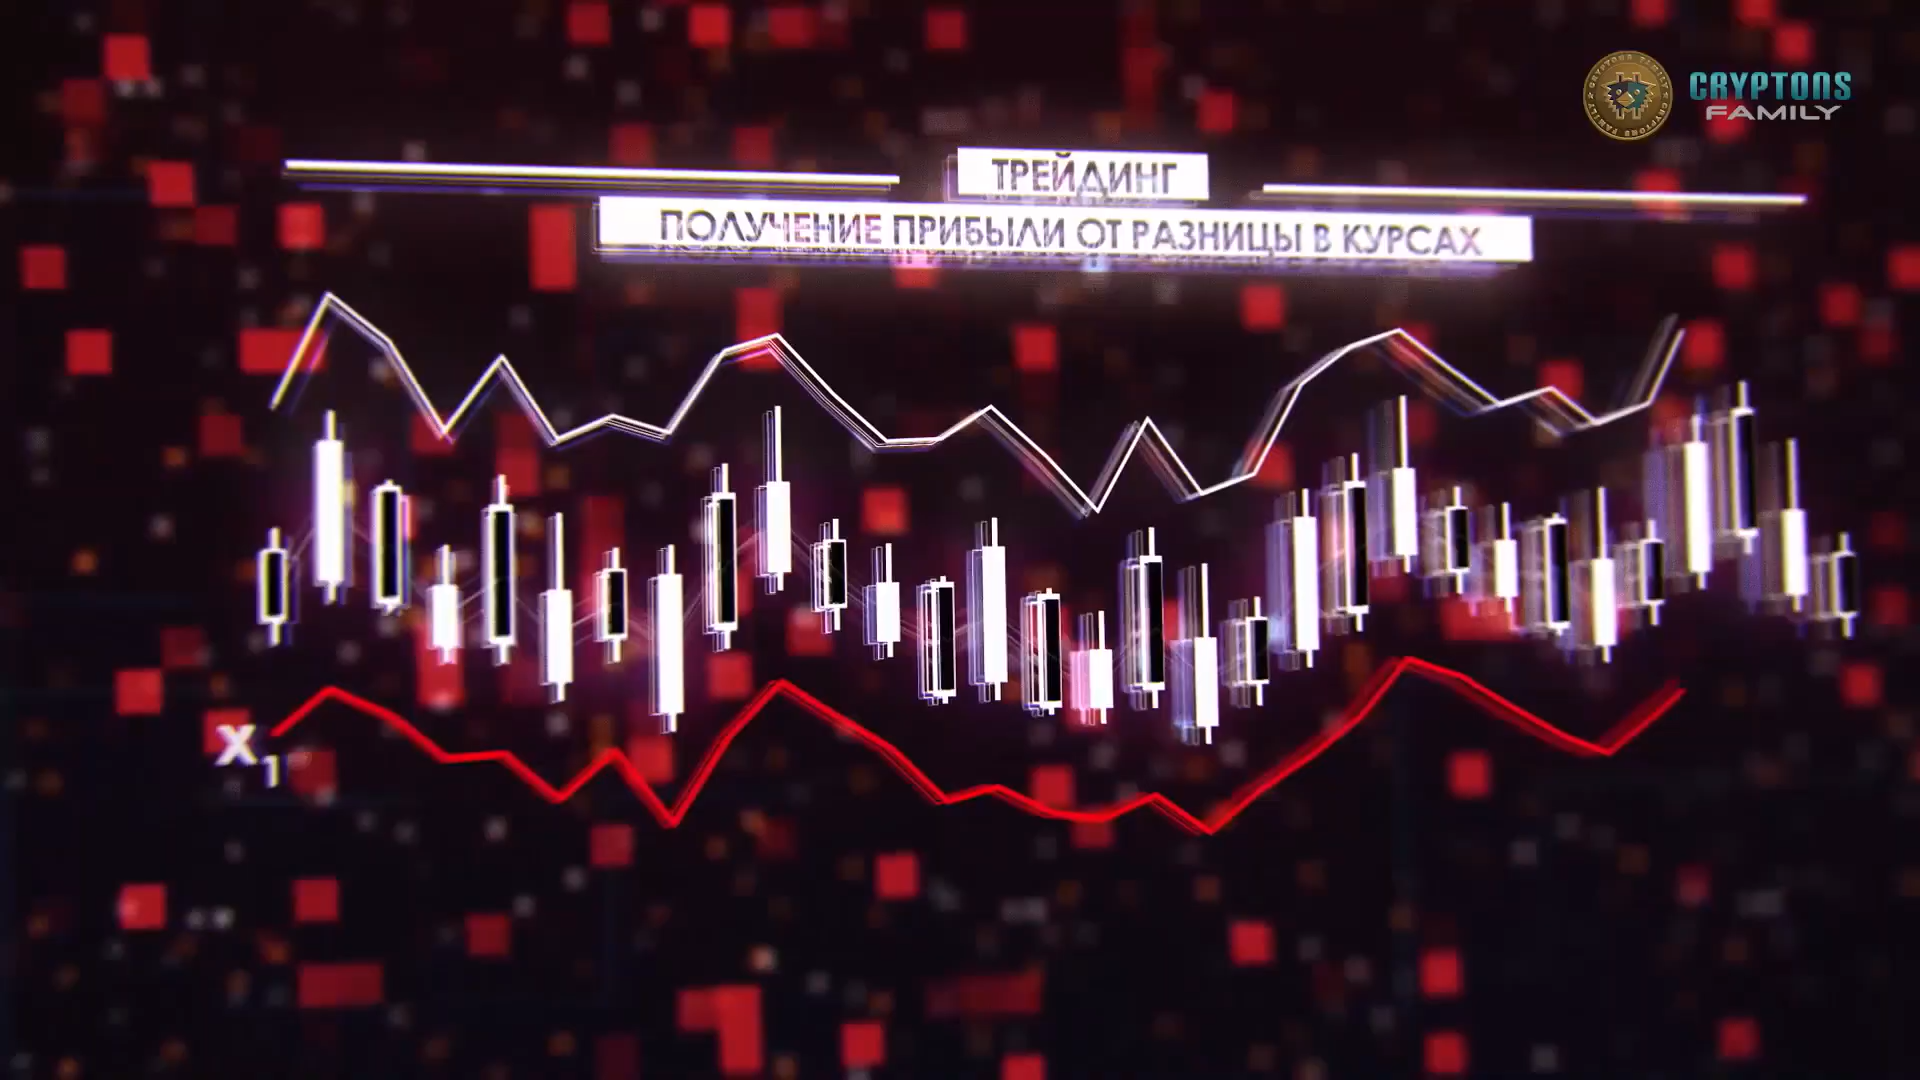 CRYPTONS
FAMILY
ТРЕЙДИНГ
ПОЛУЧЕНИЕ ПРИБЫЛИ ОТ РАЗНИЦЫ В КУРСАХ
X1